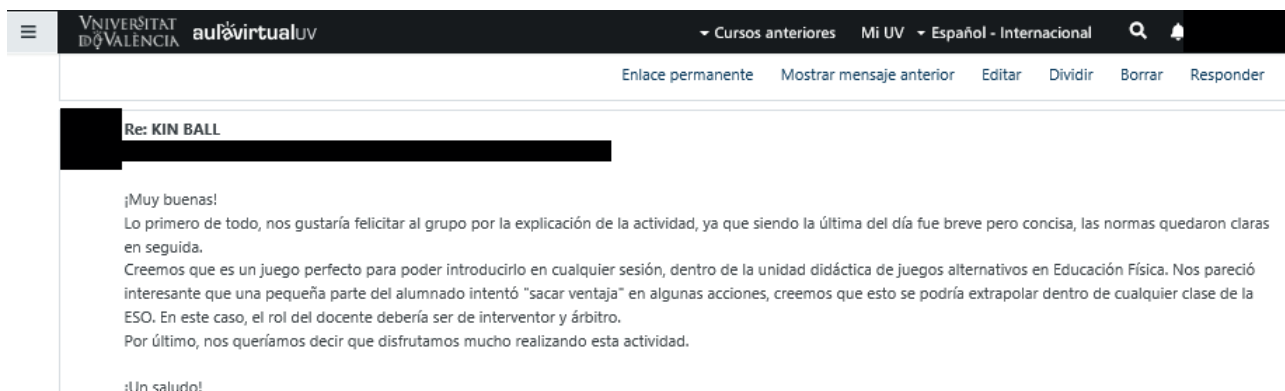 VNIVERSITAT
DE VALÈNCIA
aulavirtualuv
Cursos anteriores Mi UV Español - Internacional
Enlace permanente Mostrar mensaje anterior Editar Dividir Borrar Responder
Re: KIN BALL
¡Muy buenas!
Lo primero de todo, nos gustaría felicitar al grupo por la explicación de la actividad, ya que siendo la última del día fue breve pero concisa, las normas quedaron claras
en seguida.
Creemos que es un juego perfecto para poder introducirlo en cualquier sesión, dentro de la unidad didáctica de juegos alternativos en Educación Física. Nos pareció
interesante que una pequeña parte del alumnado intentó "sacar ventaja" en algunas acciones, creemos que esto se podría extrapolar dentro de cualquier clase de la
ESO. En este caso, el rol del docente debería ser de interventor y árbitro.
Por último, nos queríamos decir que disfrutamos mucho realizando esta actividad.
¡Un saludo!